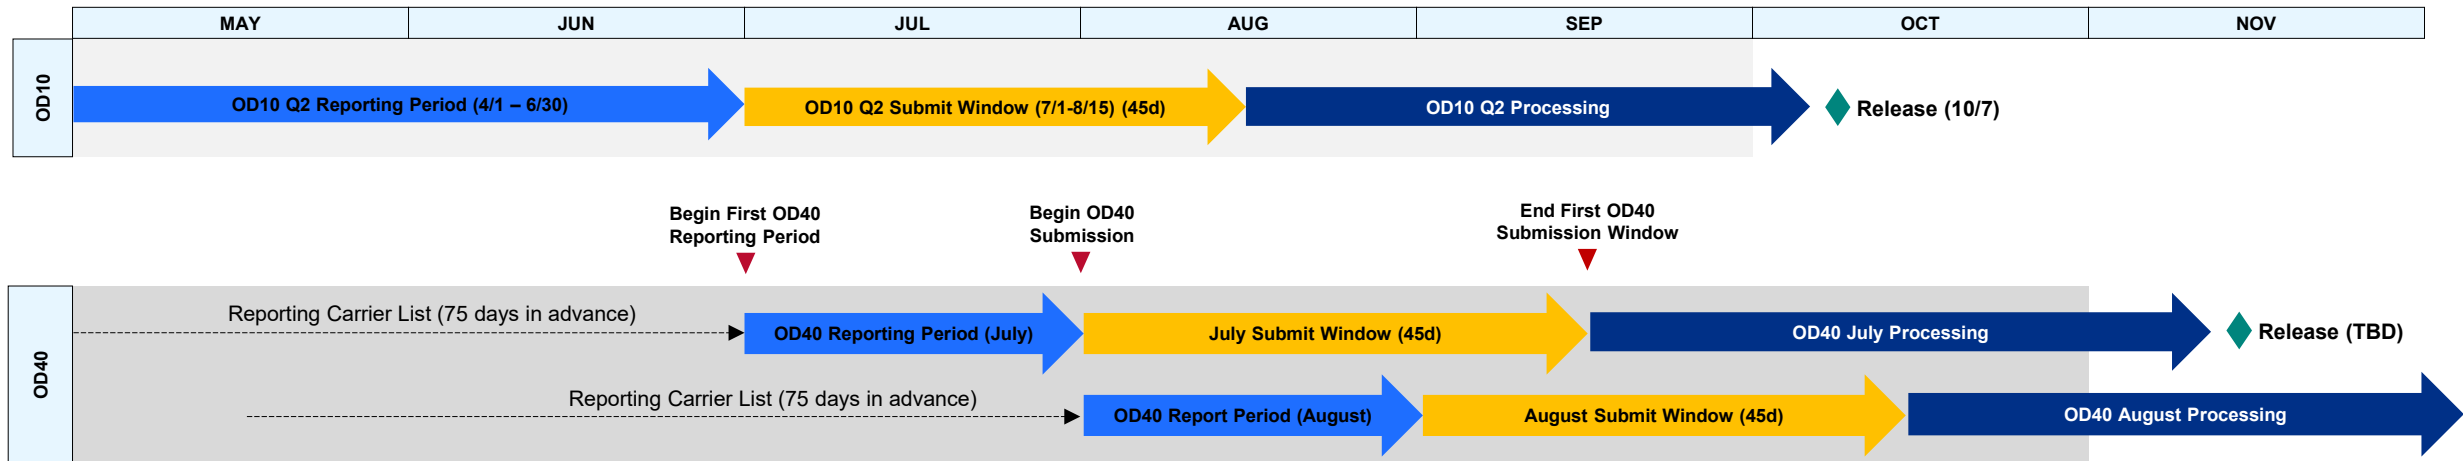 MAY
JUN
JUL
AUG
SEP
OCT
NOV
OD10
OD10 Q2 Reporting Period (4/1 – 6/30)
OD10 Q2 Submit Window (7/1-8/15) (45d)
OD10 Q2 Processing
Release (10/7)
Begin First OD40
Reporting Period
Begin OD40
Submission
End First OD40
Submission Window
OD40
Reporting Carrier List (75 days in advance)
OD40 Reporting Period (July)
July Submit Window (45d)
OD40 July Processing
Release (TBD)
Reporting Carrier List (75 days in advance)
OD40 Report Period (August)
August Submit Window (45d)
OD40 August Processing